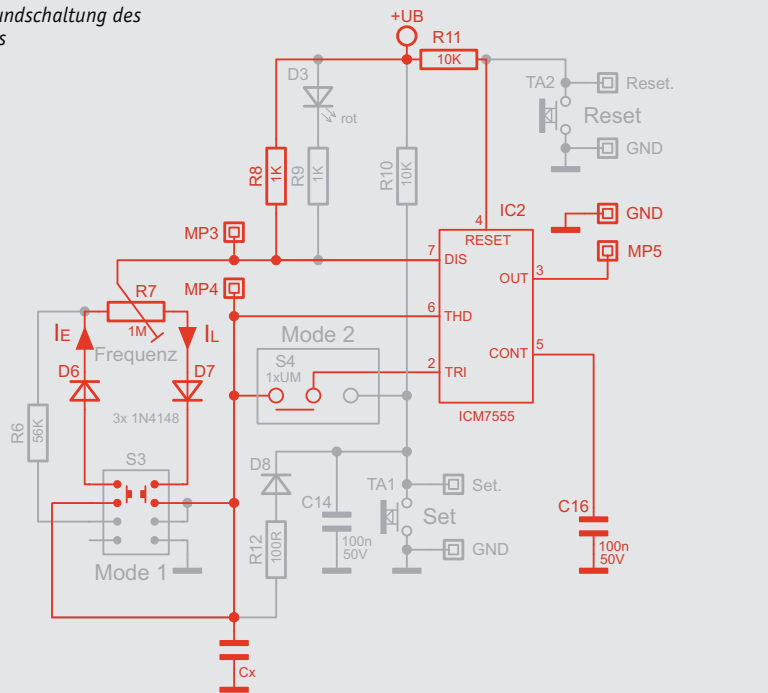 undschaltung des
s
+UB
R11
10K
D3
rot
TA2
Reset.
Reset
GND
R8
1K
R9
1K
R10
10K
IC2
GND
MP3
4
RESET
MP5
7
DIS
OUT
3
MP4
R7
1M
6
THD
IE
IL
Frequenz
Mode 2
CONT
5
S4
1xUM
2
TRI
D6
D7
ICM7555
3x 1N4148
R6
56K
S3
D8
C14
TA1
Set.
Set
C16
100n
50V
R12
100R
GND
100n
50V
Mode 1
Cx